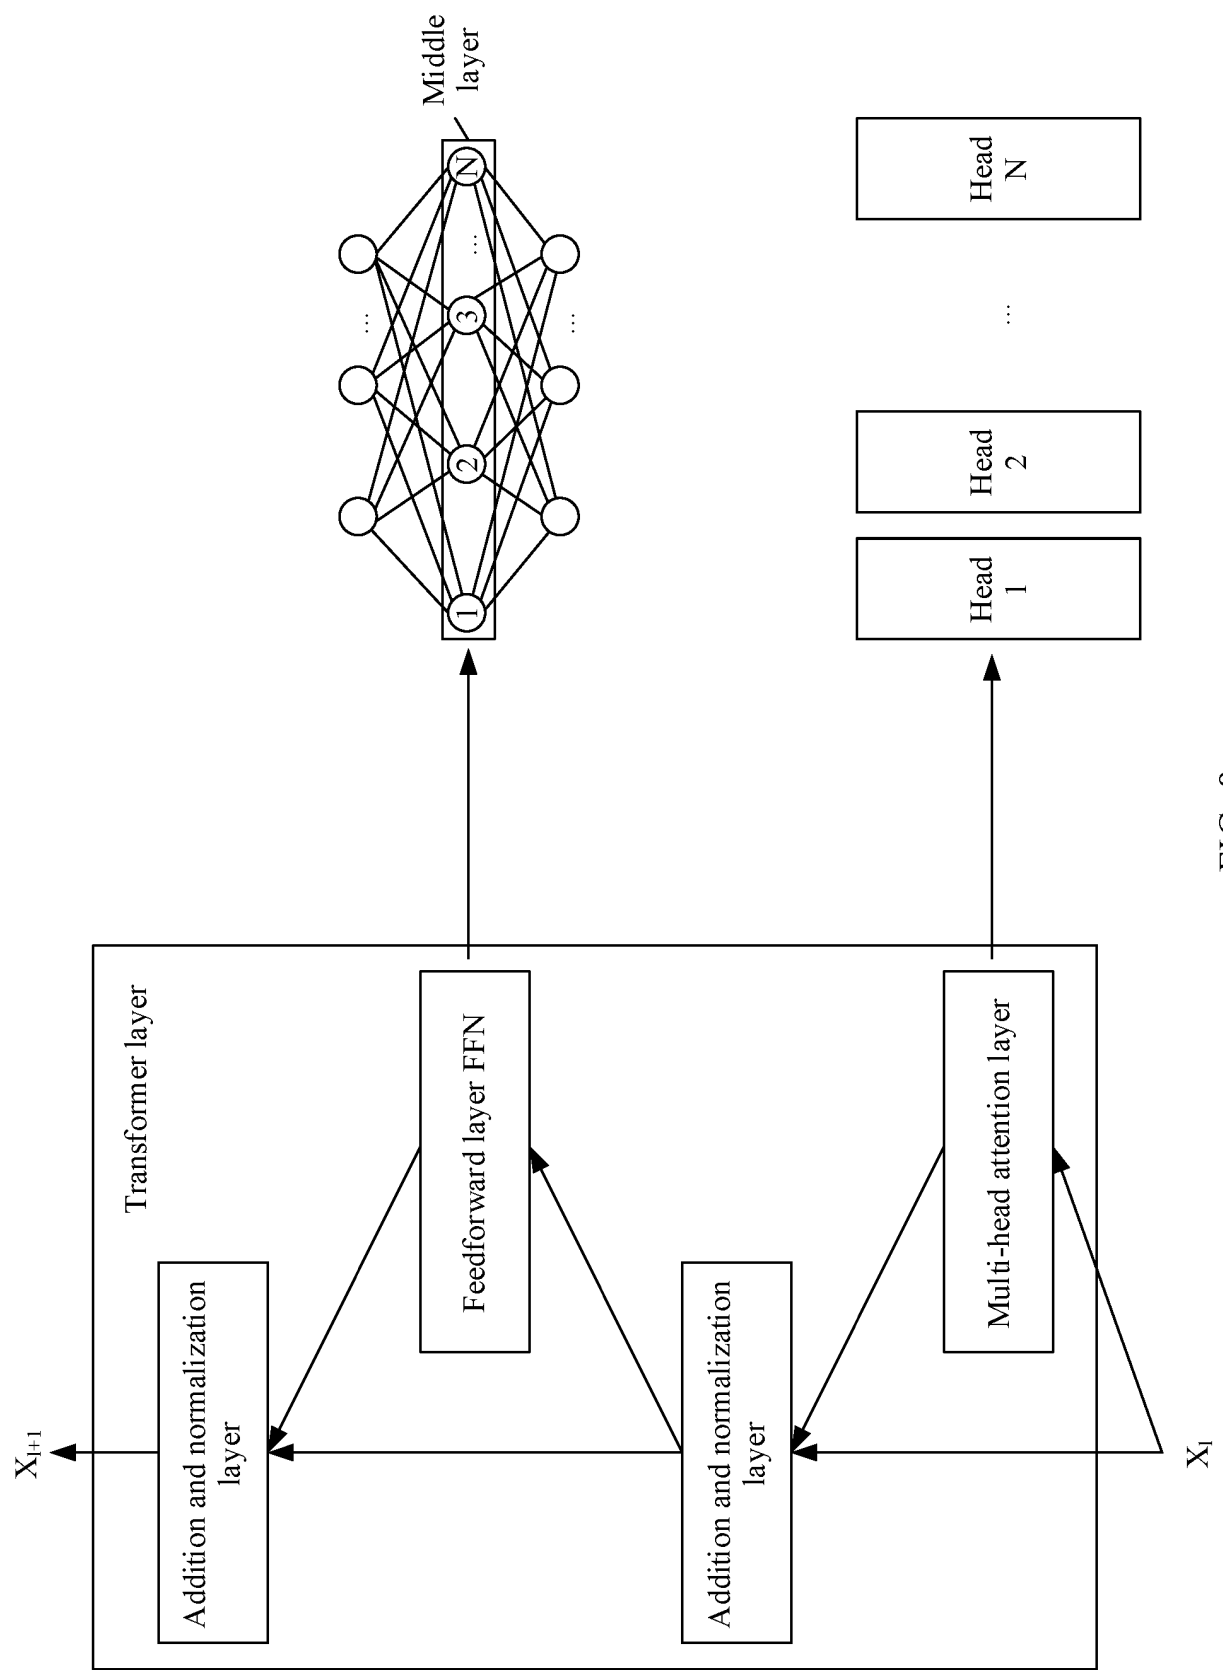 X_{l+1}
Transformer layer
Addition and normalization
layer
Feedforward layer FFN
Addition and normalization
layer
Multi-head attention layer
X_l
Middle
layer
...
1
2
3
...
N
...
Head
1
Head
2
...
Head
N